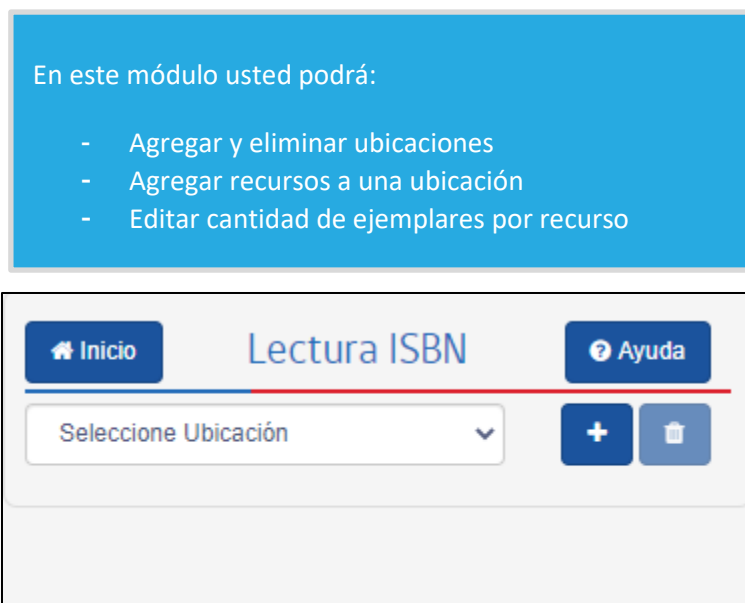 En este módulo usted podrá:
- Agregar y eliminar ubicaciones
- Agregar recursos a una ubicación
- Editar cantidad de ejemplares por recurso
Inicio
Lectura ISBN
Ayuda
Seleccione Ubicación